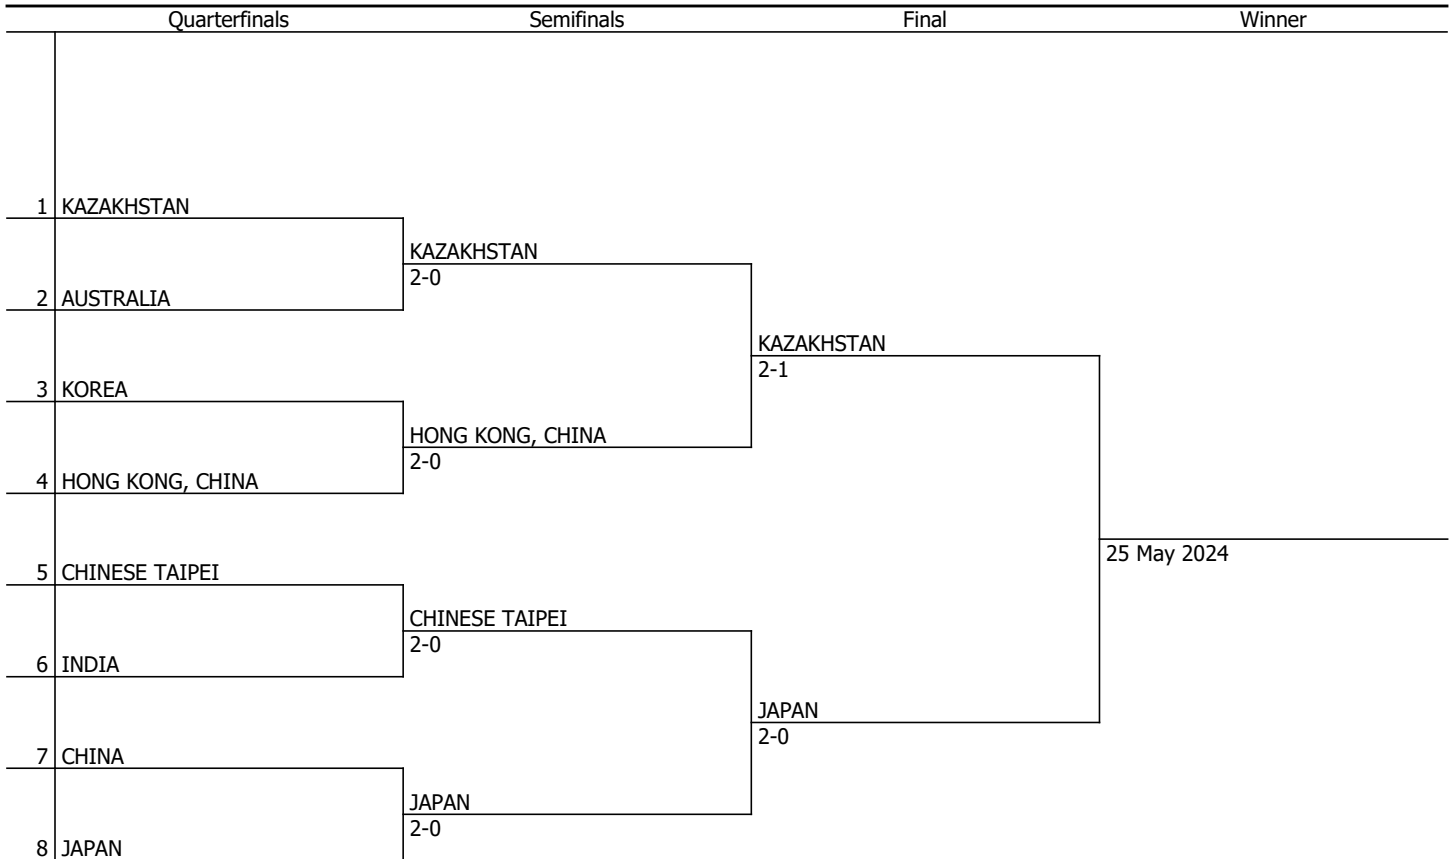 Quarterfinals Semifinals Final Winner
1 KAZAKHSTAN
KAZAKHSTAN
2-0
2 AUSTRALIA
KAZAKHSTAN
2-1
3 KOREA
HONG KONG, CHINA
2-0
4 HONG KONG, CHINA
25 May 2024
5 CHINESE TAIPEI
CHINESE TAIPEI
2-0
6 INDIA
JAPAN
2-0
7 CHINA
JAPAN
2-0
8 JAPAN